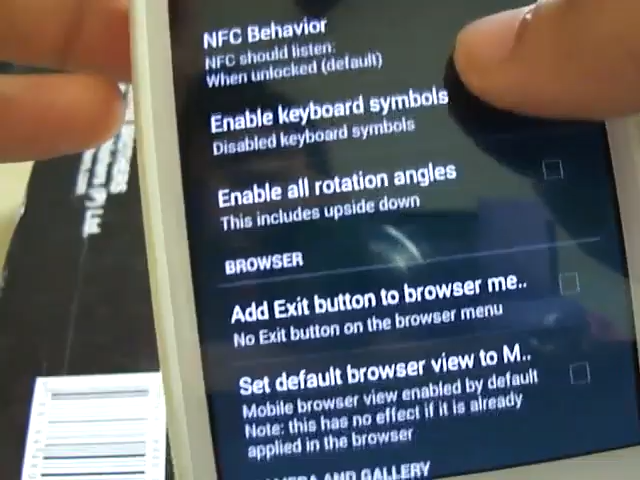 NFC Behavior
NFC should listen:
When unlocked (default)
Enable keyboard symbols
Disabled keyboard symbols
Enable all rotation angles
This includes upside down
BROWSER
Add Exit button to browser me..
No Exit button on the browser menu
Set default browser view to M..
Mobile browser view enabled by default
Note: this has no effect if it is already
applied in the browser
AND GALLERY